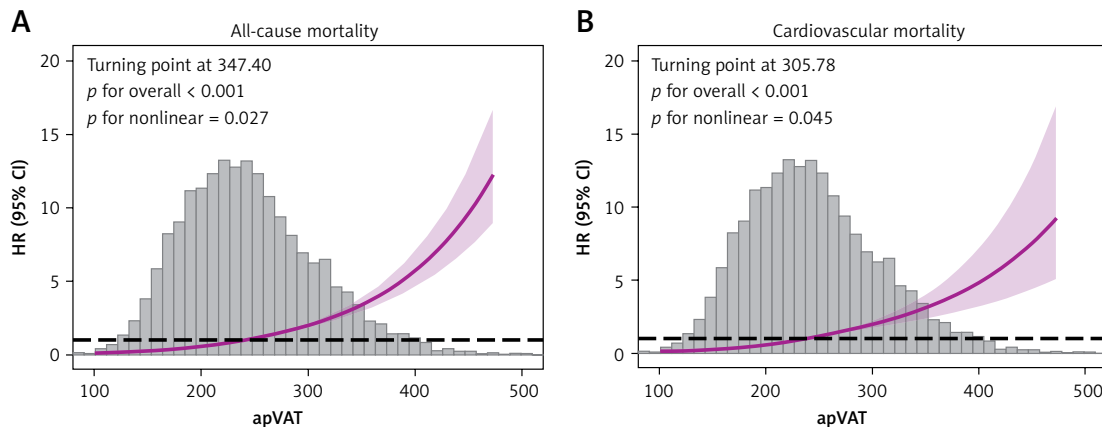 A
All-cause mortality
20
15
10
5
0
HR (95% CI)
Turning point at 347.40
p for overall < 0.001
p for nonlinear = 0.027
100 200 300 400 500
apVAT
B
Cardiovascular mortality
20
15
10
5
0
HR (95% CI)
Turning point at 305.78
p for overall < 0.001
p for nonlinear = 0.045
100 200 300 400 500
apVAT